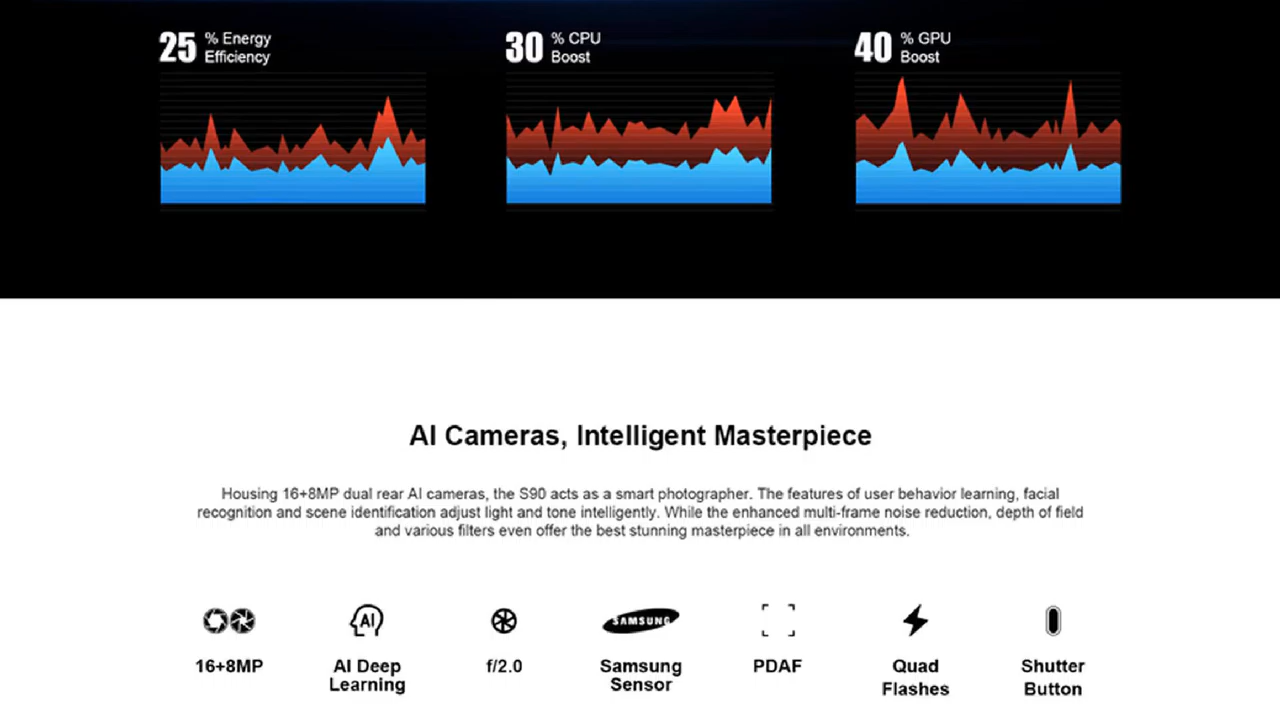 25 % Energy Efficiency
30 % CPU Boost
40 % GPU Boost
AI Cameras, Intelligent Masterpiece
Housing 16+8MP dual rear AI cameras, the S90 acts as a smart photographer. The features of user behavior learning, facial
recognition and scene identification adjust light and tone intelligently. While the enhanced multi-frame noise reduction, depth of field
and various filters even offer the best stunning masterpiece in all environments.
AI
SAMSUNG
16+8MP
AI Deep
Learning
f/2.0
Samsung
Sensor
PDAF
Quad
Flashes
Shutter
Button